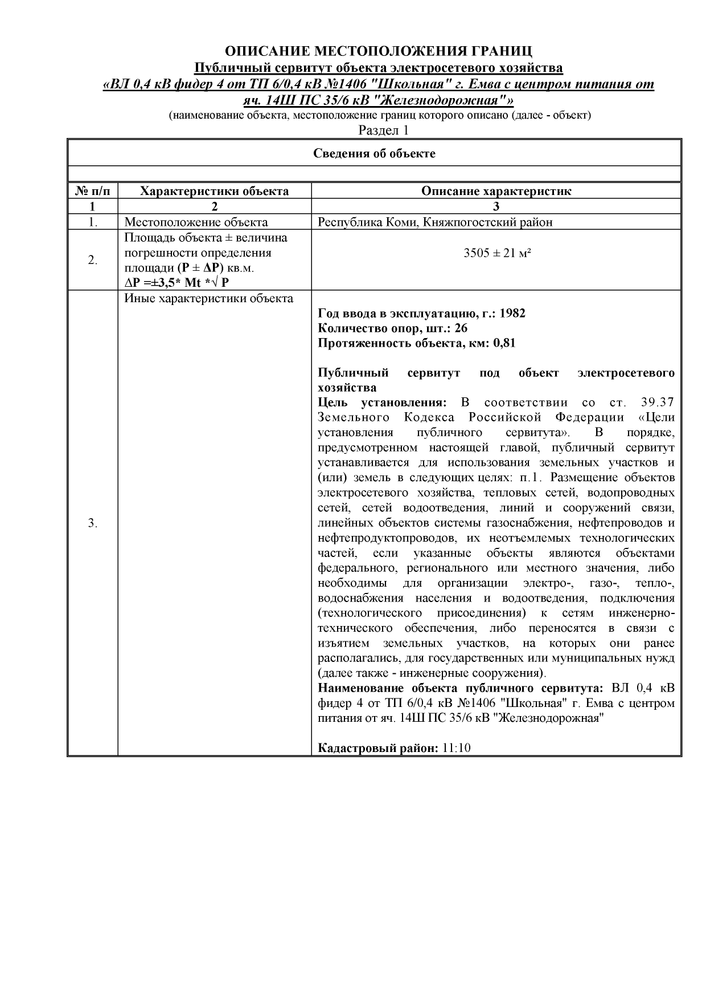 ОПИСАНИЕ МЕСТОПОЛОЖЕНИЯ ГРАНИЦ
Публичный сервитут объекта электросетевого хозяйства
«ВЛ 0,4 кВ фидер 4 от ТП 6/0,4 кВ №1406 "Школьная" г. Емва с центром питания от
яч. 14Ш ПС 35/6 кВ "Железнодорожная"»
(наименование объекта, местоположение границ которого описано (далее - объект)
Раздел 1
Сведения об объекте
№ п/п Характеристики объекта Описание характеристик
1 2 3
1. Местоположение объекта Республика Коми, Княжпогостский район
2.
Площадь объекта ± величина
погрешности определения
площади (P ± ΔP) кв.м.
ΔP =±3,5* Mt *√ P
3505 ± 21 м²
3.
Иные характеристики объекта
Год ввода в эксплуатацию, г.: 1982
Количество опор, шт.: 26
Протяженность объекта, км: 0,81
Публичный сервитут под объект электросетевого
хозяйства
Цель установления: В соответствии со ст. 39.37
Земельного Кодекса Российской Федерации «Цели
установления публичного сервитута». В порядке,
предусмотренном настоящей главой, публичный сервитут
устанавливается для использования земельных участков и
(или) земель в следующих целях: п.1. Размещение объектов
электросетевого хозяйства, тепловых сетей, водопроводных
сетей, сетей водоотведения, линий и сооружений связи,
линейных объектов системы газоснабжения, нефтепроводов и
нефтепродуктопроводов, их неотъемлемых технологических
частей, если указанные объекты являются объектами
федерального, регионального или местного значения, либо
необходимы для организации электро-, газо-, тепло-,
водоснабжения населения и водоотведения, подключения
(технологического присоединения) к сетям инженерно-
технического обеспечения, либо переносятся в связи с
изъятием земельных участков, на которых они ранее
располагались, для государственных или муниципальных нужд
(далее также - инженерные сооружения).
Наименование объекта публичного сервитута: ВЛ 0,4 кВ
фидер 4 от ТП 6/0,4 кВ №1406 "Школьная" г. Емва с центром
питания от яч. 14Ш ПС 35/6 кВ "Железнодорожная"
Кадастровый район: 11:10